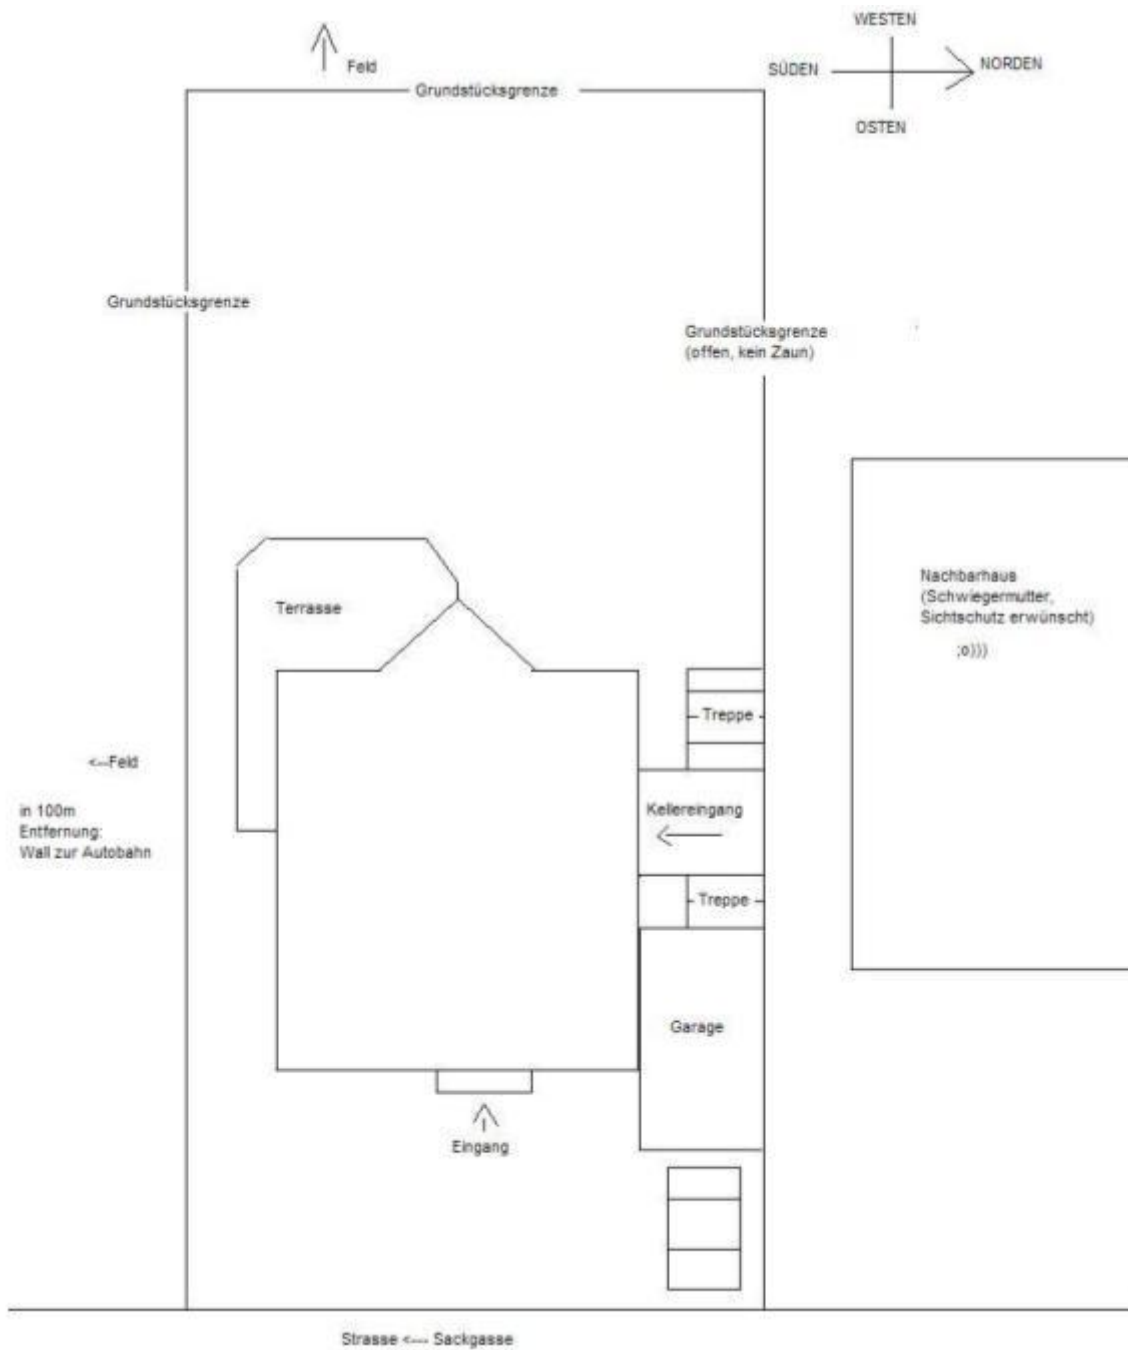 WESTEN
Feld
SÜDEN
NORDEN
Grundstücksgrenze
OSTEN
Grundstücksgrenze
Grundstücksgrenze
(offen, kein Zaun)
Nachbarhaus
(Schwiegermutter,
Sichtschutz erwünscht)
;o)))
Terrasse
Treppe
<---Feld
in 100m
Entfernung:
Wall zur Autobahn
Kellereingang
Treppe
Garage
Eingang
Strasse <--- Sackgasse